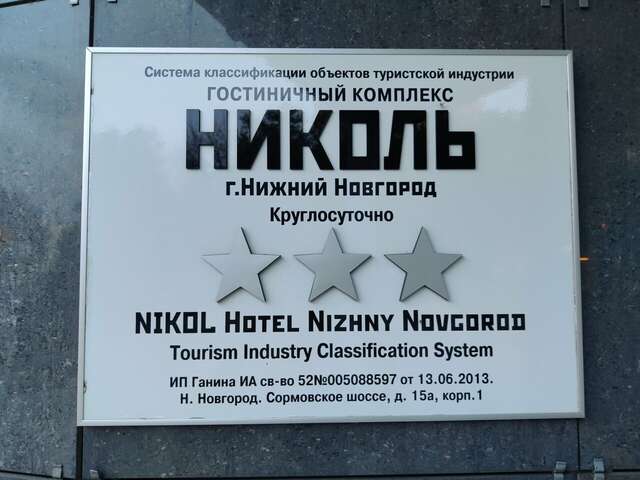 Система классификации объектов туристской индустрии
ГОСТИНИЧНЫЙ КОМПЛЕКС
НИКОЛЬ
г.Нижний Новгород
Круглосуточно
NIKOL HOTEL NIZHNY NOVGOROD
Tourism Industry Classification System
ИП Ганина ИА св-во 52№005088597 от 13.06.2013.
Н. Новгород. Сормовское шоссе, д. 15а, корп.1